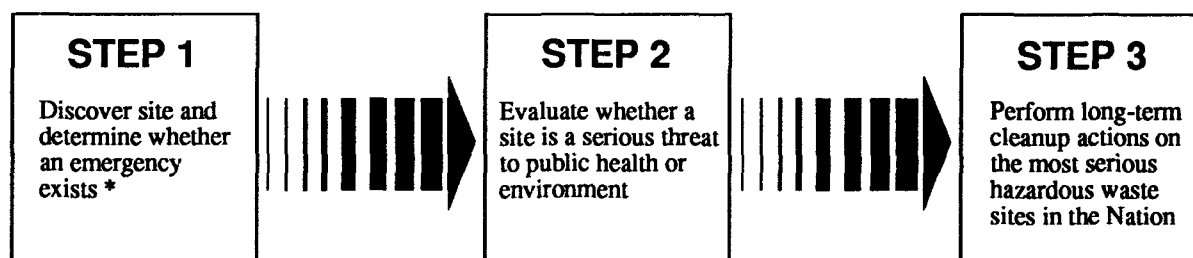 STEP 1
Discover site and
determine whether
an emergency
exists *
STEP 2
Evaluate whether a
site is a serious threat
to public health or
environment
STEP 3
Perform long-term
cleanup actions on
the most serious
hazardous waste
sites in the Nation